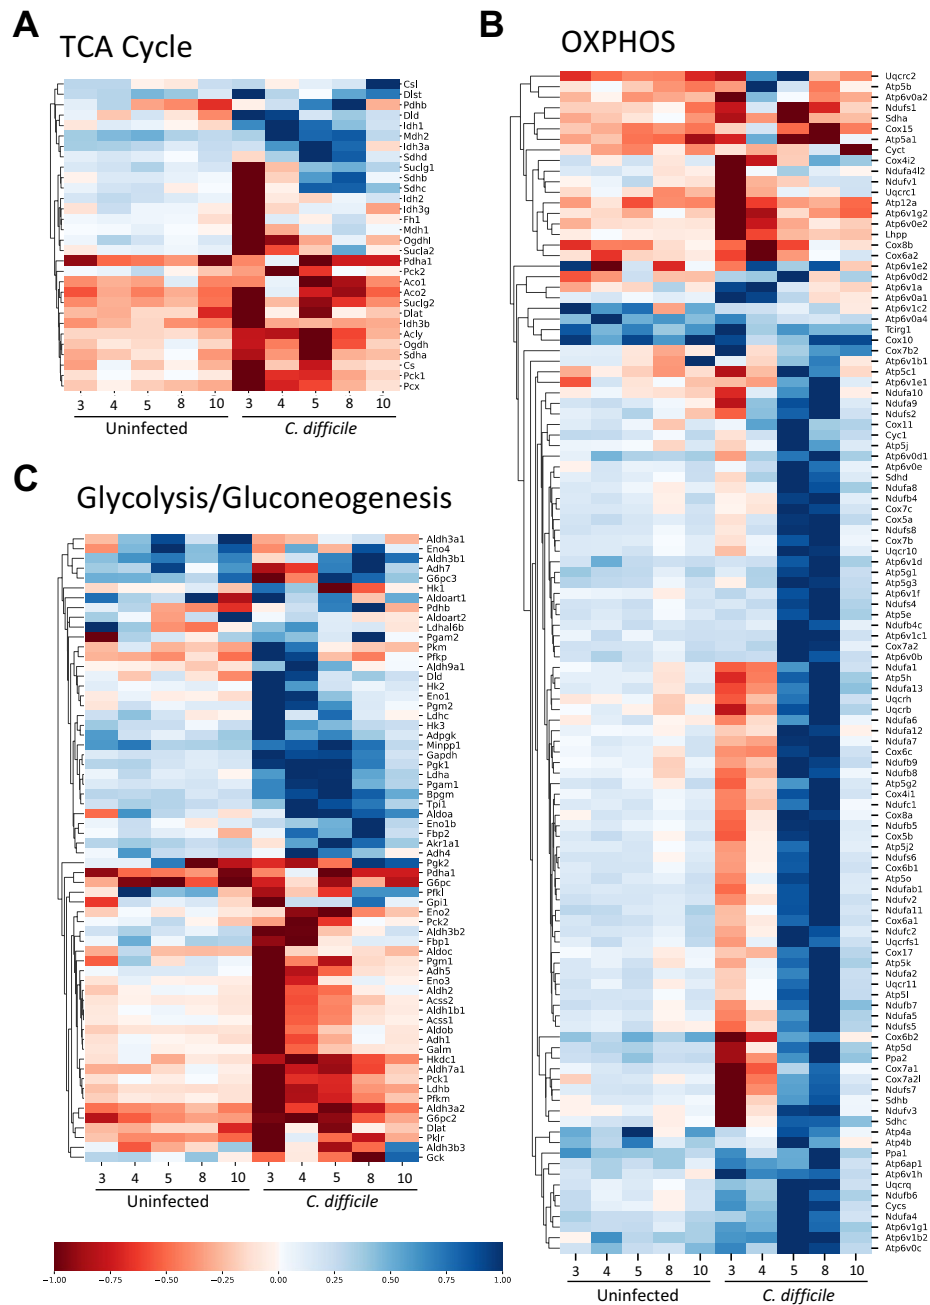 A
TCA Cycle
Csl
Dlst
Pdhb
Dld
Idh1
Mdh2
Idh3a
Sdhd
Suclg1
Sdhb
Sdhc
Idh2
Idh3g
Fh1
Mdh1
Ogdhl
Sucla2
Pdha1
Pck2
Aco1
Aco2
Suclg2
Dlat
Idh3b
Acly
Ogdh
Sdha
Cs
Pck1
Pcx
3 4 5 8 10 3 4 5 8 10
Uninfected C. difficile
B
OXPHOS
Uqcrc2
Atp5b
Atp6v0a2
Ndufs1
Sdha
Cox15
Atp5a1
Cyct
Cox4i2
Ndufa4l2
Ndufv1
Uqcrc1
Atp12a
Atp6v1g2
Atp6v0e2
Lhpp
Cox8b
Cox6a2
Atp6v1e2
Atp6v0d2
Atp6v1a
Atp6v0a1
Atp6v1c2
Atp6v0a4
Tcirg1
Cox10
Cox7b2
Atp6v1b1
Atp5c1
Atp6v1e1
Ndufa10
Ndufa9
Ndufs2
Cox11
Cyc1
Atp5j
Atp6v0d1
Atp6v0e
Sdhd
Ndufa8
Ndufb4
Cox7c
Cox5a
Ndufs8
Cox7b
Uqcr10
Atp6v1d
Atp5g1
Atp5g3
Atp6v1f
Ndufs4
Atp5e
Ndufb4c
Atp6v1c1
Cox7a2
Atp6v0b
Ndufa1
Atp5h
Ndufa13
Uqcrh
Uqcrb
Ndufa6
Ndufa12
Ndufa7
Cox6c
Ndufb9
Ndufb8
Atp5g2
Cox4i1
Ndufc1
Cox8a
Ndufb5
Cox5b
Atp5j2
Ndufs6
Cox6b1
Atp5o
Ndufab1
Ndufv2
Ndufa11
Cox6a1
Ndufc2
Uqcrfs1
Cox17
Atp5k
Ndufa2
Uqcr11
Atp5l
Ndufb7
Ndufa5
Ndufs5
Cox6b2
Atp5d
Ppa2
Cox7a1
Cox7a2l
Ndufs7
Sdhb
Ndufv3
Sdhc
Atp4a
Atp4b
Ppa1
Atp6ap1
Atp6v1h
Uqcrq
Ndufb6
Cycs
Ndufa4
Atp6v1g1
Atp6v1b2
Atp6v0c
3 4 5 8 10 3 4 5 8 10
Uninfected C. difficile
C
Glycolysis/Gluconeogenesis
Aldh3a1
Eno4
Aldh3b1
Adh7
G6pc3
Hk1
Aldoart1
Pdhb
Aldoart2
Ldhal6b
Pgam2
Pkm
Pfkp
Aldh9a1
Dld
Hk2
Eno1
Pgm2
Ldhc
Hk3
Adpgk
Minpp1
Gapdh
Pgk1
Ldha
Pgam1
Bpgm
Tpi1
Aldoa
Eno1b
Fbp2
Akr1a1
Adh4
Pgk2
Pdha1
G6pc
Pfkl
Gpi1
Eno2
Pck2
Aldh3b2
Fbp1
Aldoc
Pgm1
Adh5
Eno3
Aldh2
Acss2
Aldh1b1
Acss1
Aldob
Adh1
Galm
Hkdc1
Aldh7a1
Pck1
Ldhb
Pfkm
Aldh3a2
G6pc2
Dlat
Pklr
Aldh3b3
Gck
3 4 5 8 10 3 4 5 8 10
Uninfected C. difficile
−1.00 −0.75 −0.50 −0.25 0.00 0.25 0.50 0.75 1.00